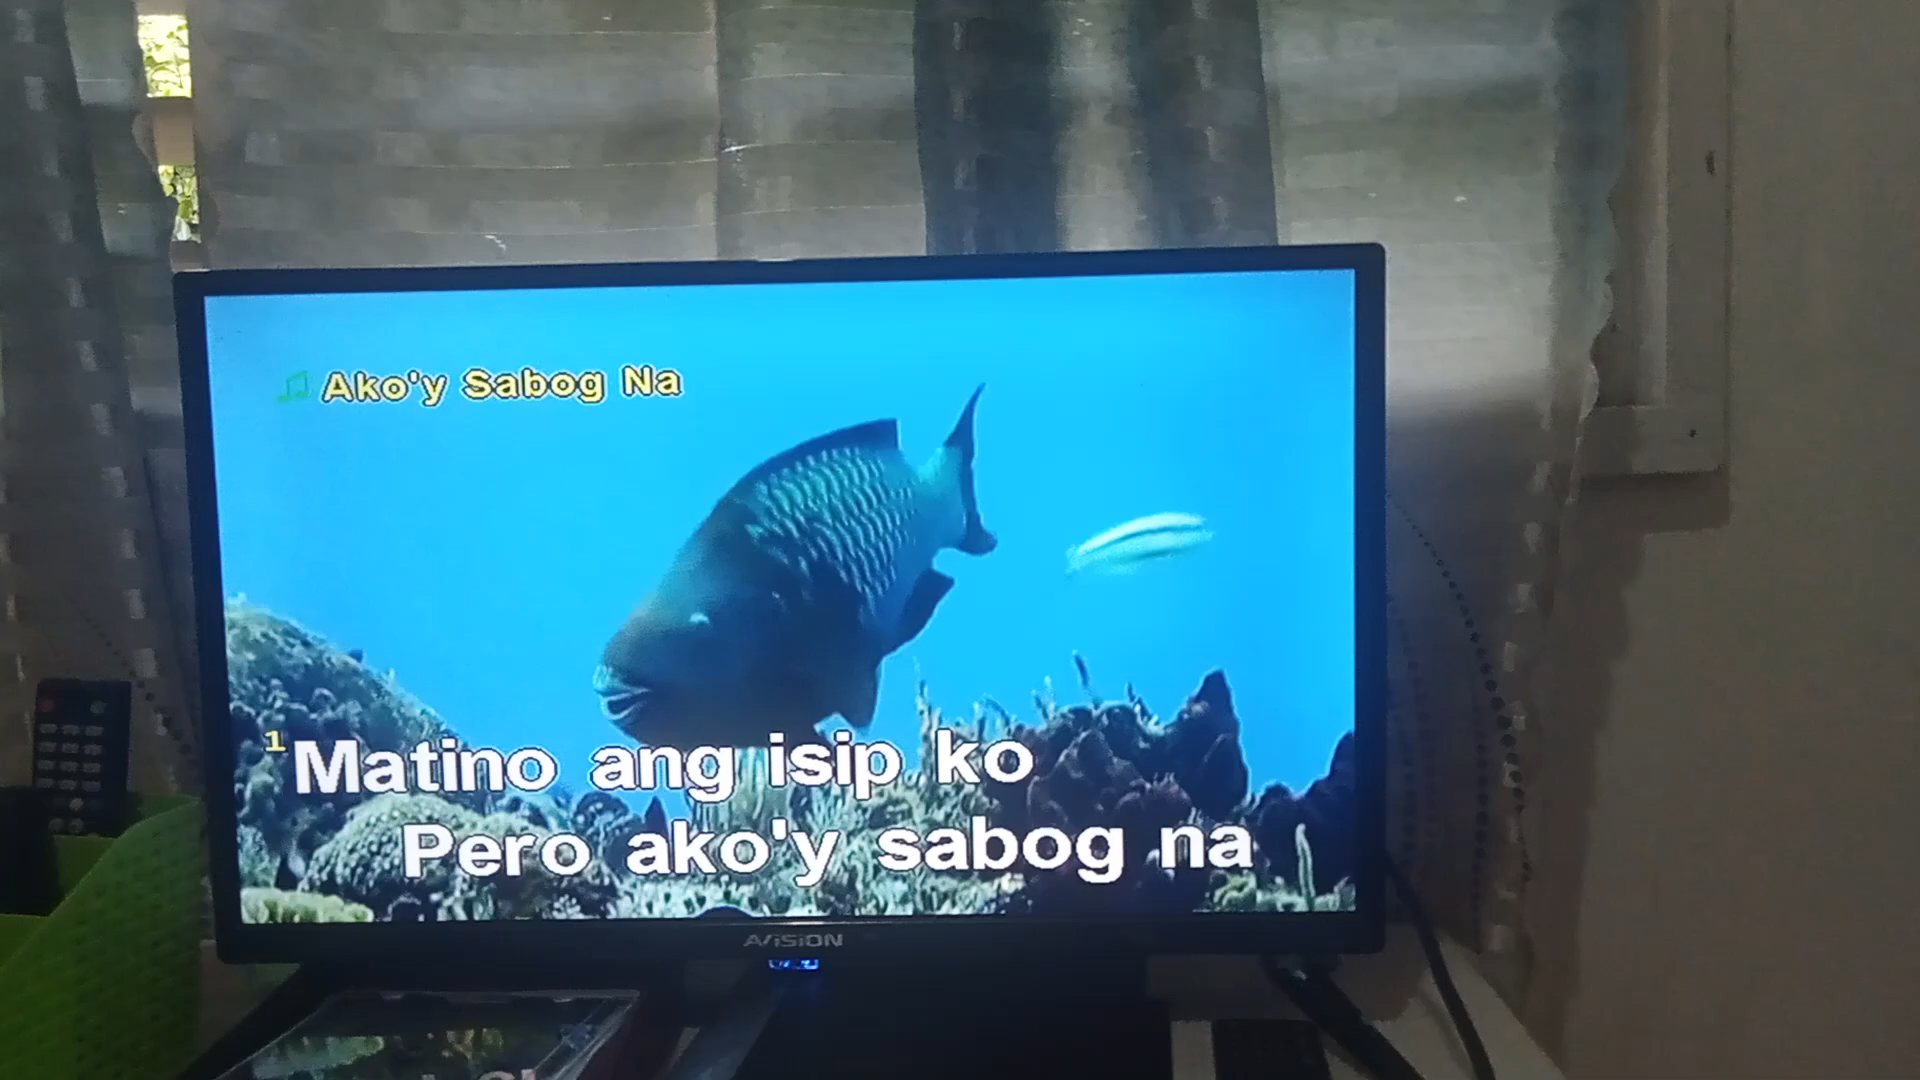 Ako'y Sabog Na
1 Matino ang isip ko
Pero ako'y sabog na
AVISION